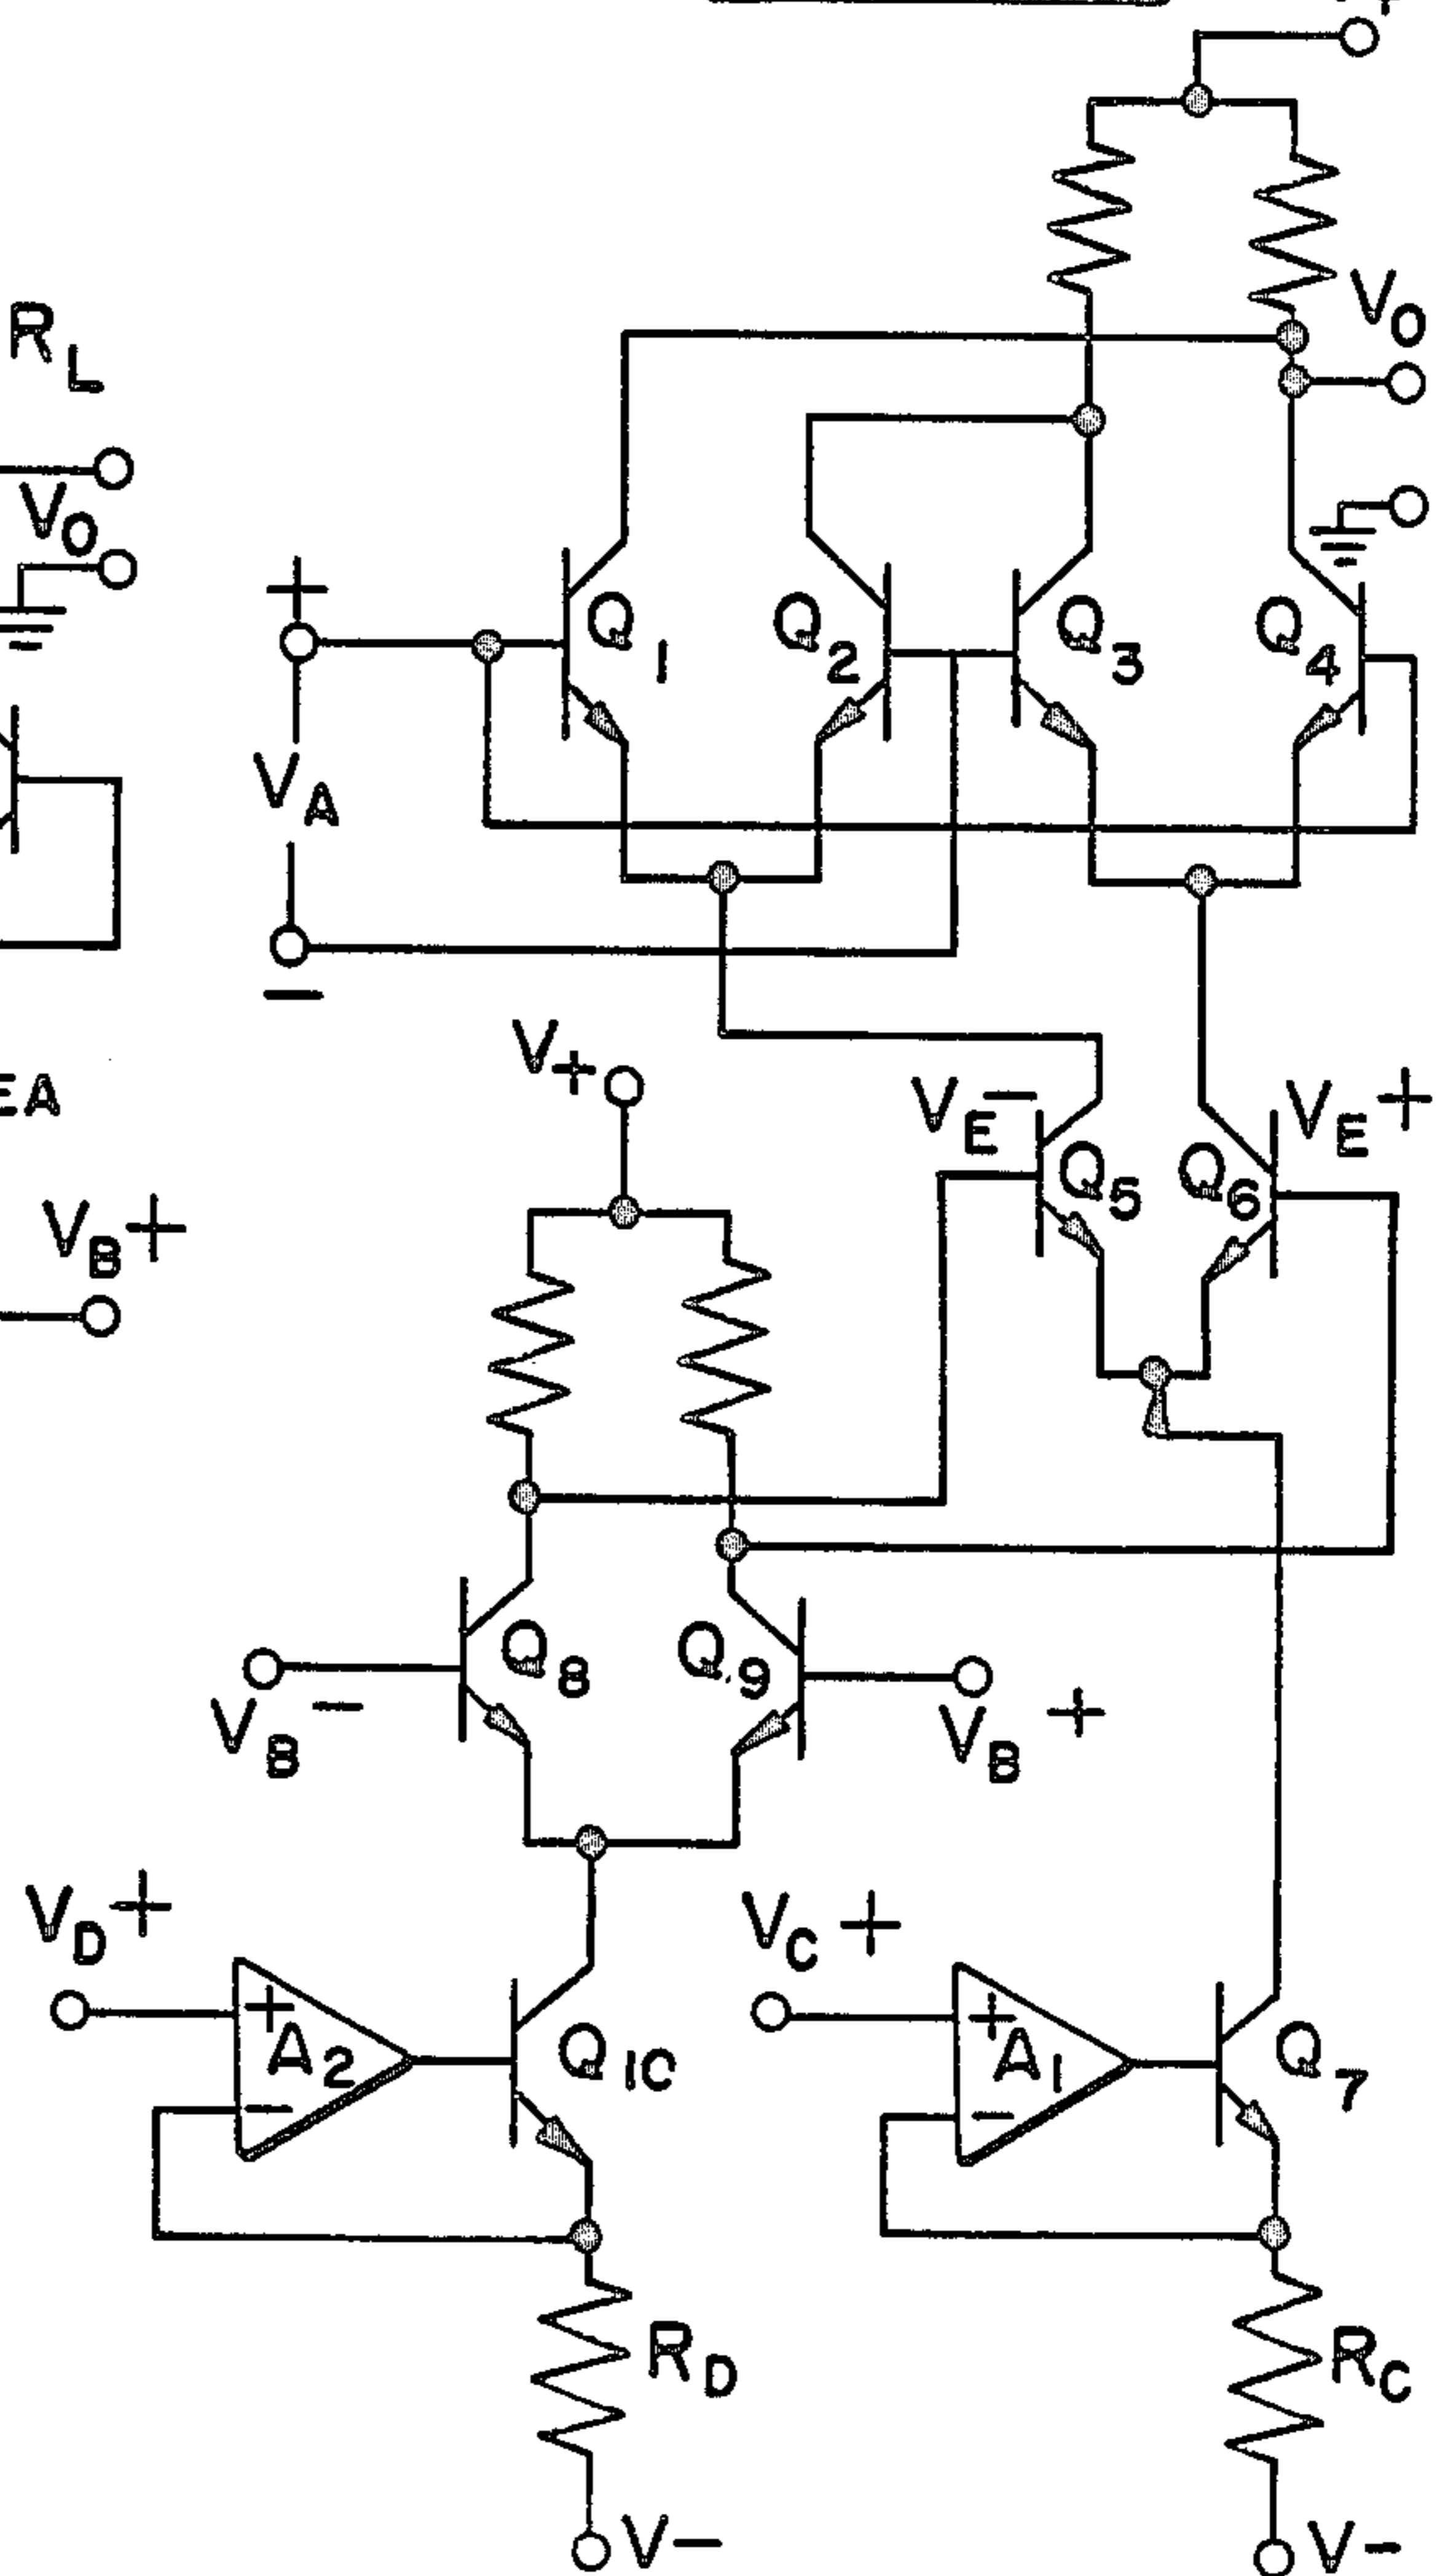 R_L
V_O
V_O
+
Q_1
Q_2
Q_3
Q_4
V_A
−
V+
V_E−
V_E+
EA
Q_5
Q_6
V_B+
Q_8
Q_9
V_B−
V_B+
V_D+
V_C+
+
A_2
−
Q_10
+
A_1
−
Q_7
R_D
R_C
V−
V−